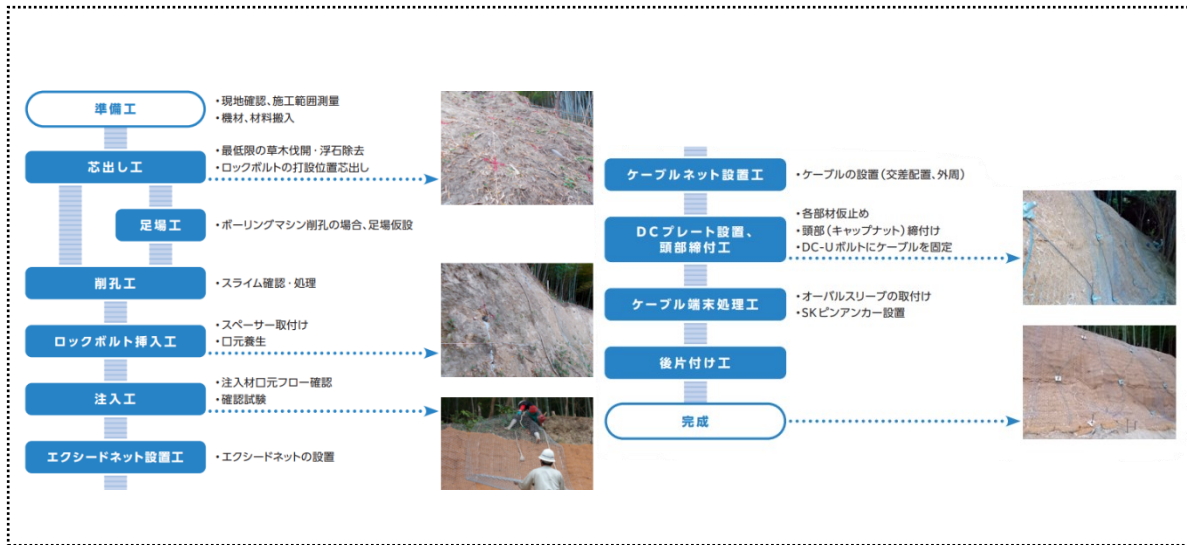 準備工
・現地確認、施工範囲測量
・機材、材料搬入
芯出し工
・最低限の草木伐開・浮石除去
・ロックボルトの打設位置芯出し
足場工
・ボーリングマシン削孔の場合、足場仮設
削孔工
・スライム確認・処理
ロックボルト挿入工
・スペーサー取付け
・口元養生
注入工
・注入材口元フロー確認
・確認試験
エクシードネット設置工
・エクシードネットの設置
ケーブルネット設置工
・ケーブルの設置(交差配置、外周)
DCプレート設置、
頭部締付工
・各部材仮止め
・頭部(キャップナット)締付け
・DC-Uボルトにケーブルを固定
ケーブル端末処理工
・オーバルスリーブの取付け
・SKピンアンカー設置
後片付け工
完成